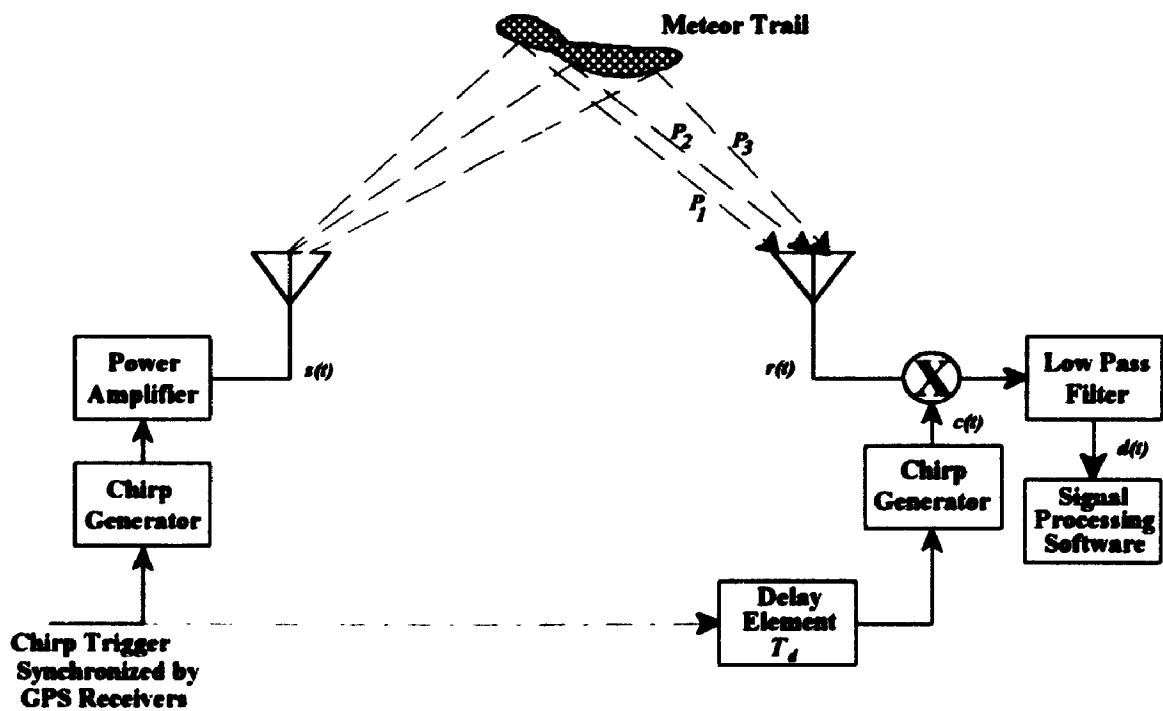 Meteor Trail
P2
P3
P1
Power
Amplifier
s(t)
r(t)
X
Low Pass
Filter
c(t)
d(t)
Chirp
Generator
Chirp
Generator
Signal
Processing
Software
Delay
Element
Td
Chirp Trigger
Synchronized by
GPS Receivers